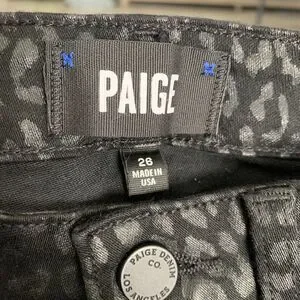 PAIGE
26
MADE IN
USA
PAIGE DENIM
CO.
LOS ANGELES